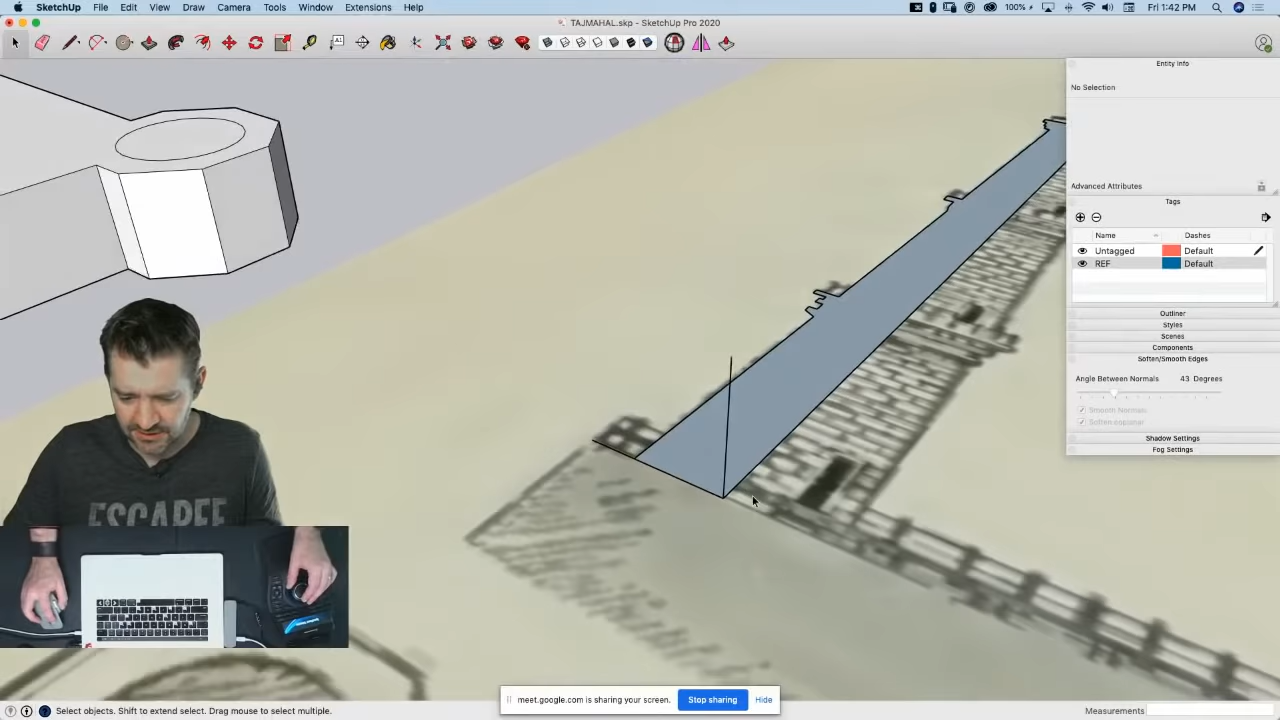 SketchUp File Edit View Draw Camera Tools Window Extensions Help 100% Fri 1:42 PM
TAJMAHAL.skp - SketchUp Pro 2020
Entity Info
No Selection
Advanced Attributes
Tags
Name Dashes
Untagged Default
REF Default
Outliner
Styles
Scenes
Components
Soften/Smooth Edges
Angle Between Normals 43 Degrees
Smooth Normals
Soften coplanar
Shadow Settings
Fog Settings
ESCAPEE
meet.google.com is sharing your screen. Stop sharing Hide
Select objects. Shift to extend select. Drag mouse to select multiple. Measurements